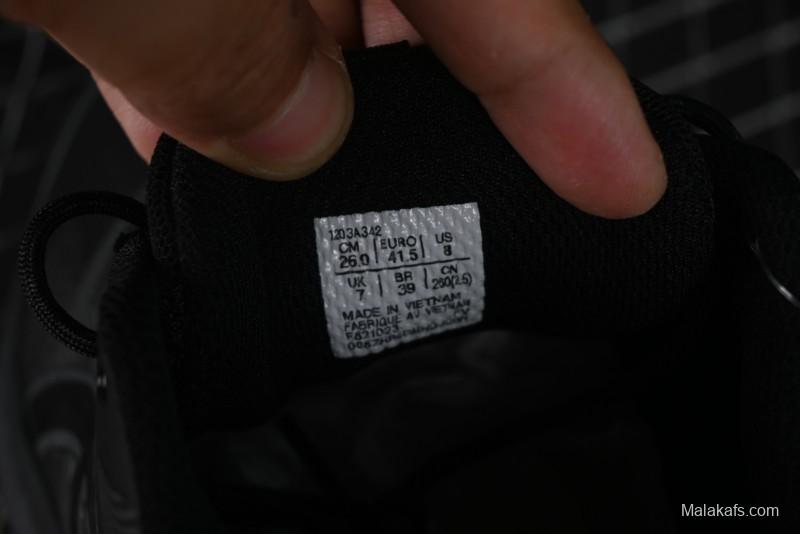 1203A342
CM EURO US
26.0 41.5 8
UK BR CN
7 39 260(2.5)
MADE IN VIETNAM
FABRIQUE AU VIETNAM
F621023
Malakafs.com